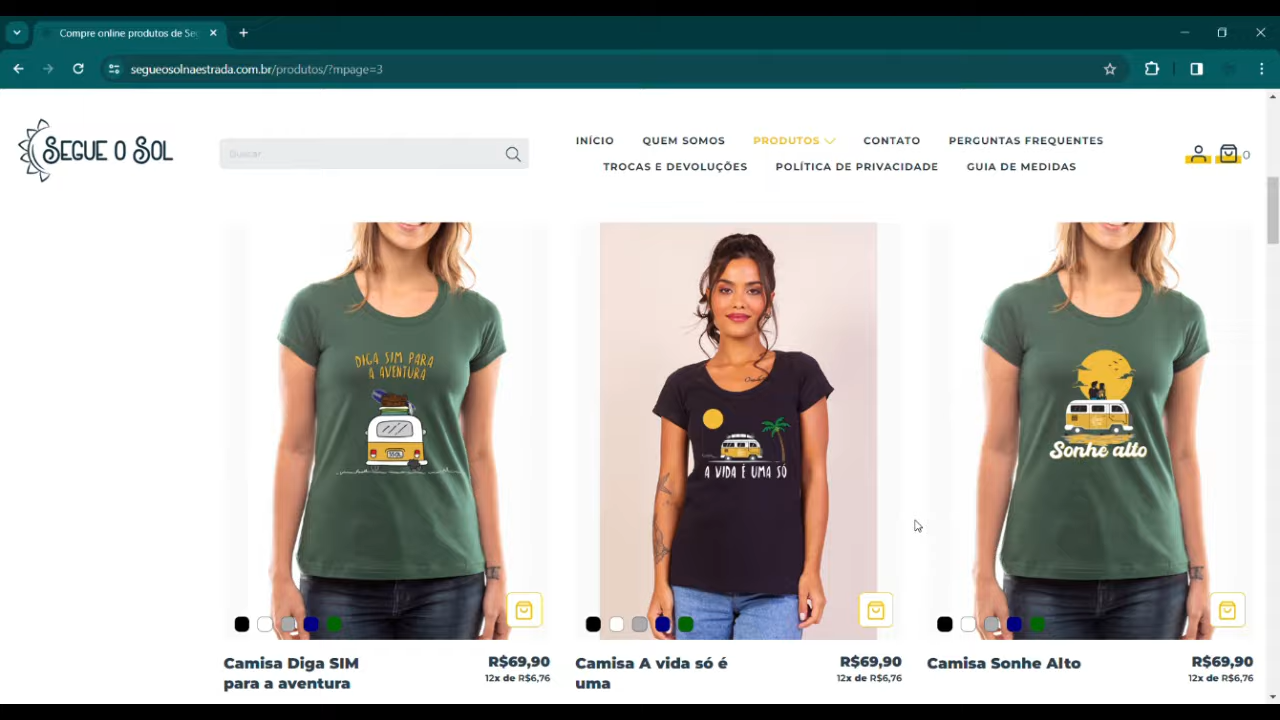 Compre online produtos de Seg
segueosolnaestrada.com.br/produtos/?mpage=3
SEGUE O SOL
Buscar
INÍCIO QUEM SOMOS PRODUTOS CONTATO PERGUNTAS FREQUENTES
TROCAS E DEVOLUÇÕES POLÍTICA DE PRIVACIDADE GUIA DE MEDIDAS
0
DIGA SIM PARA
A AVENTURA
A VIDA É UMA SÓ
Sonhe alto
Camisa Diga SIM
para a aventura
R$69,90
12x de R$6,76
Camisa A vida só é
uma
R$69,90
12x de R$6,76
Camisa Sonhe Alto
R$69,90
12x de R$6,76